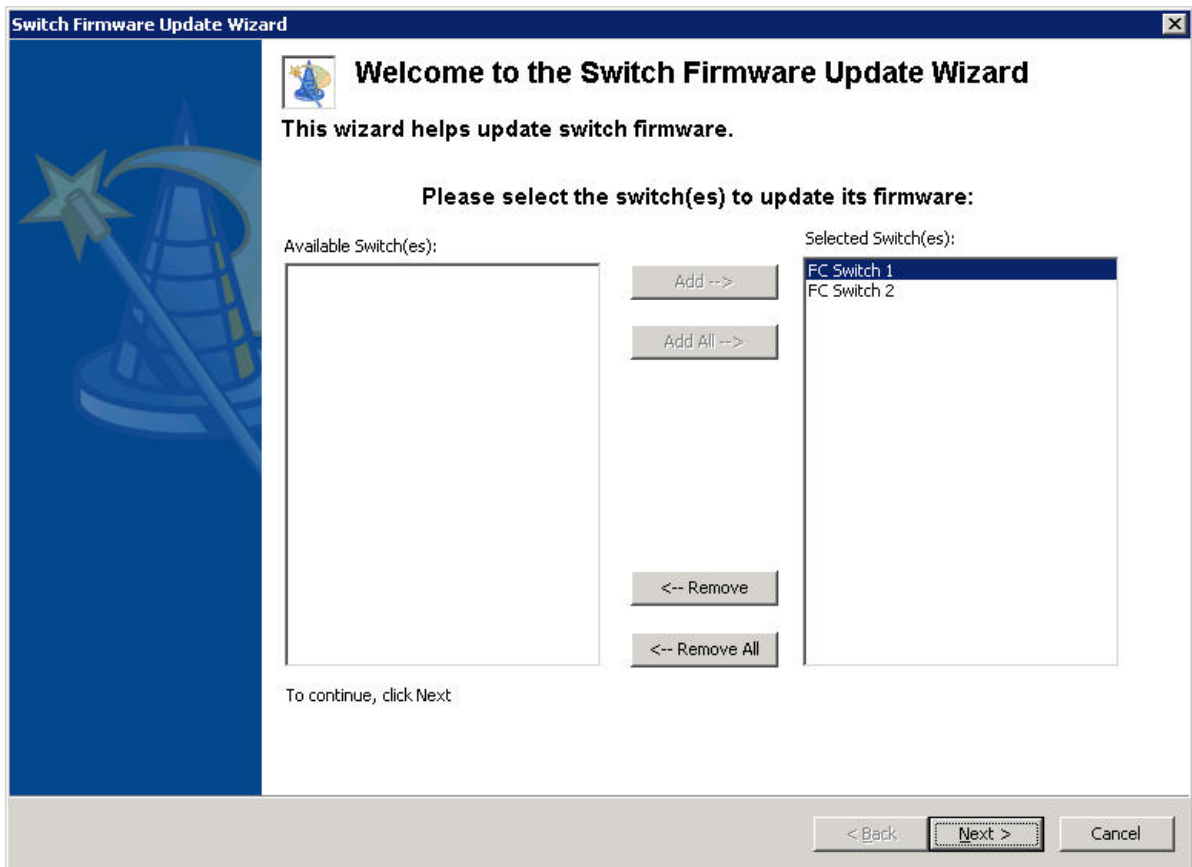 Switch Firmware Update Wizard
Welcome to the Switch Firmware Update Wizard
This wizard helps update switch firmware.
Please select the switch(es) to update its firmware:
Available Switch(es):
Selected Switch(es):
FC Switch 1
FC Switch 2
Add -->
Add All -->
<-- Remove
<-- Remove All
To continue, click Next
< Back
Next >
Cancel